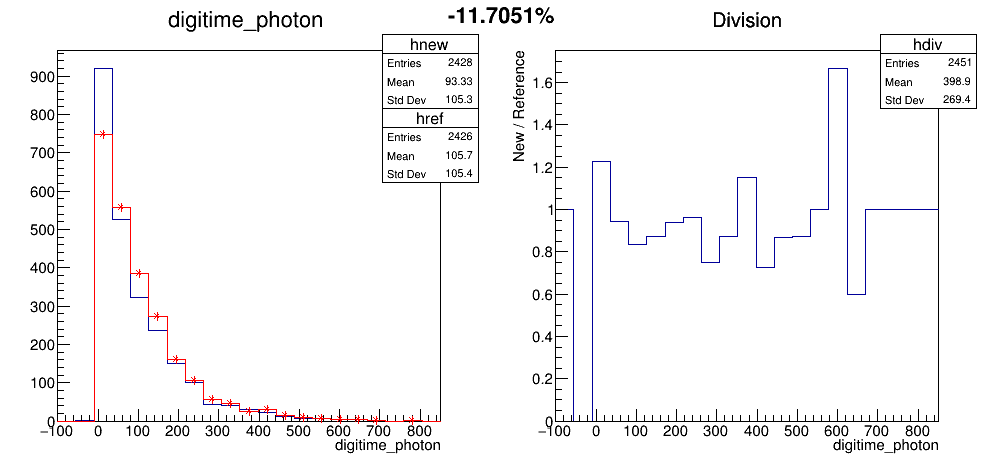 digitime_photon
-11.7051%
Division
hnew
Entries 2428
Mean 93.33
Std Dev 105.3
href
Entries 2426
Mean 105.7
Std Dev 105.4
900
800
700
600
500
400
300
200
100
0
−100 0 100 200 300 400 500 600 700 800
digitime_photon
hdiv
Entries 2451
Mean 398.9
Std Dev 269.4
New / Reference
1.6
1.4
1.2
1
0.8
0.6
0.4
0.2
0
−100 0 100 200 300 400 500 600 700 800
digitime_photon